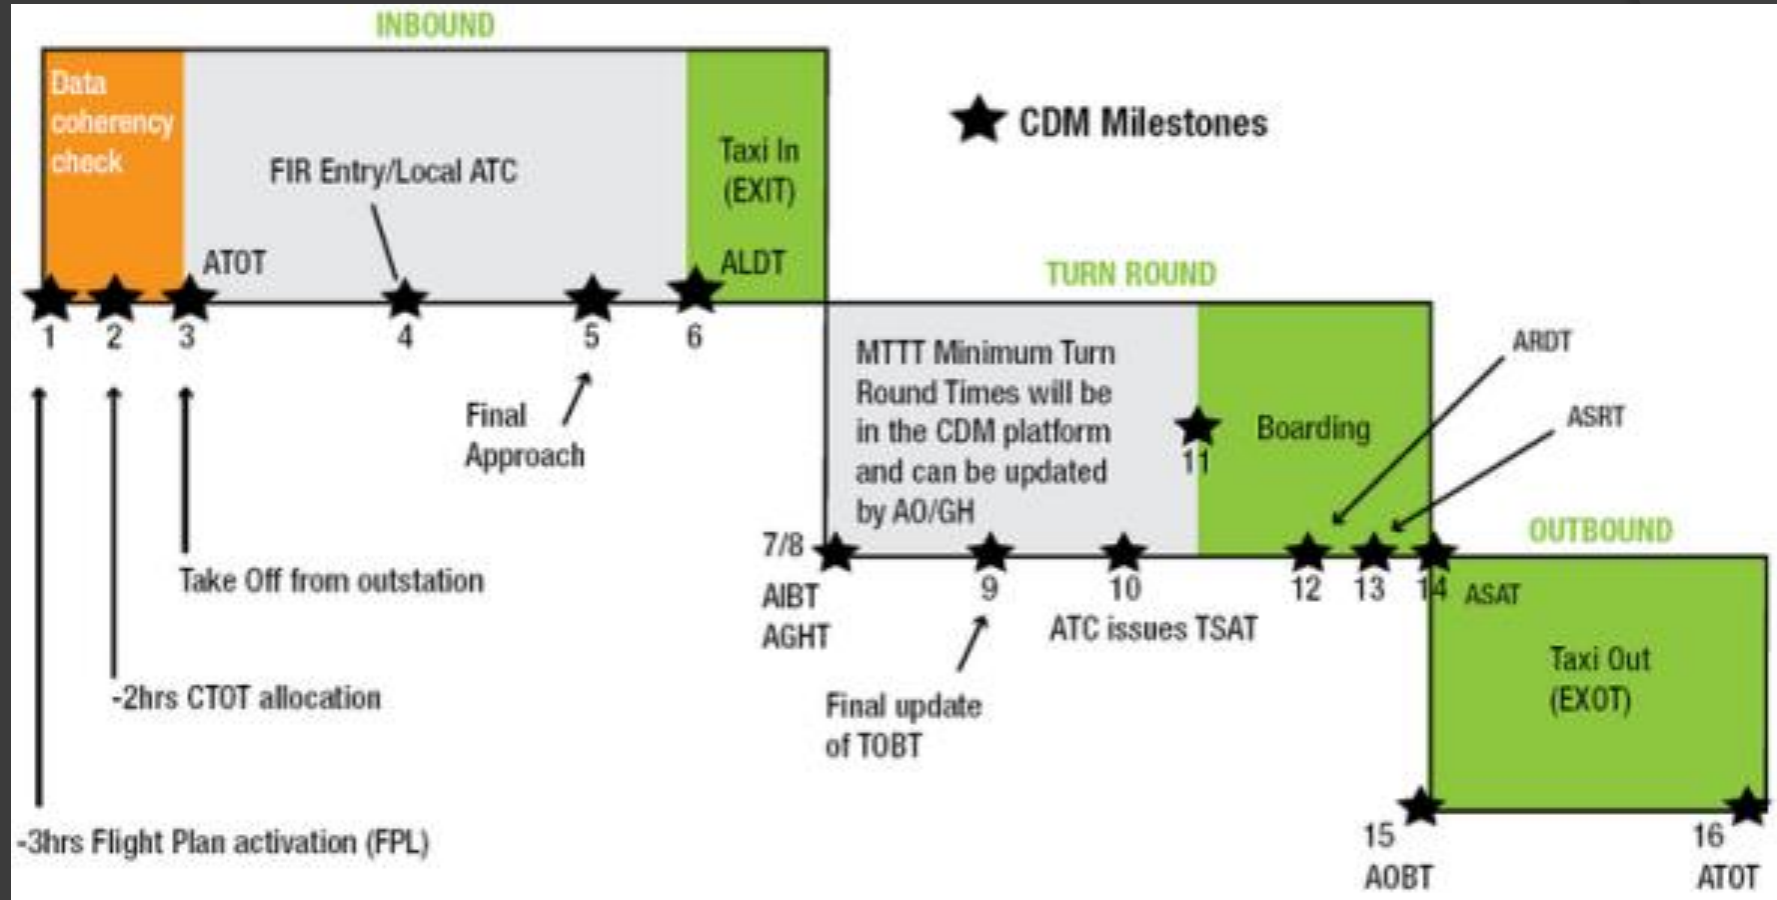 INBOUND
Data
coherency
check
FIR Entry/Local ATC
Taxi In
(EXIT)
ATOT
ALDT
1
2
3
4
5
6
CDM Milestones
Final
Approach
Take Off from outstation
-2hrs CTOT allocation
-3hrs Flight Plan activation (FPL)
TURN ROUND
MTTT Minimum Turn
Round Times will be
in the CDM platform
and can be updated
by AO/GH
11
Boarding
ARDT
ASRT
7/8
AIBT
AGHT
9
10
12
13
14
ATC issues TSAT
Final update
of TOBT
OUTBOUND
ASAT
Taxi Out
(EXOT)
15
AOBT
16
ATOT